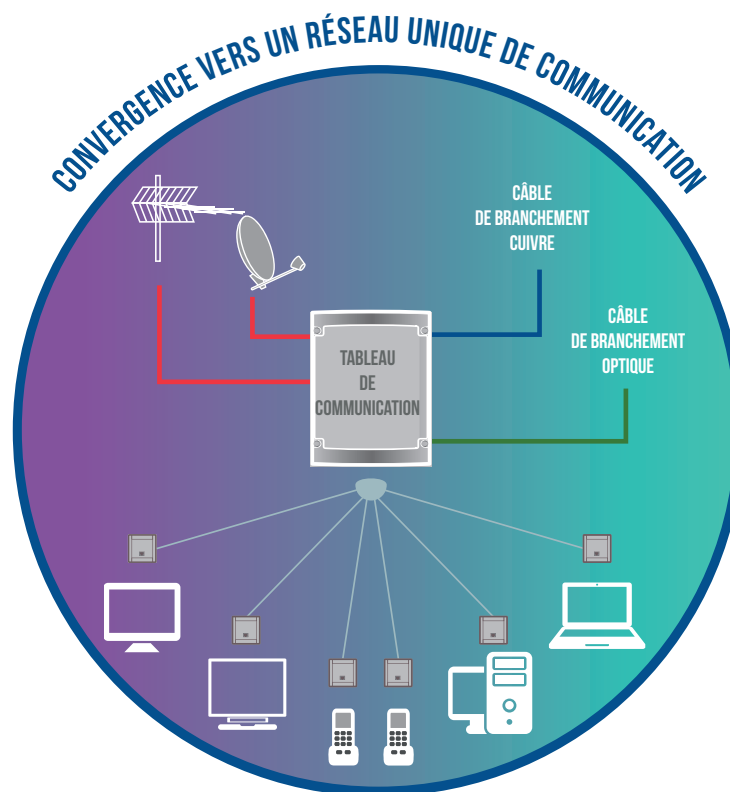 CONVERGENCE VERS UN RÉSEAU UNIQUE DE COMMUNICATION
CÂBLE
DE BRANCHEMENT
CUIVRE
CÂBLE
DE BRANCHEMENT
OPTIQUE
TABLEAU
DE
COMMUNICATION